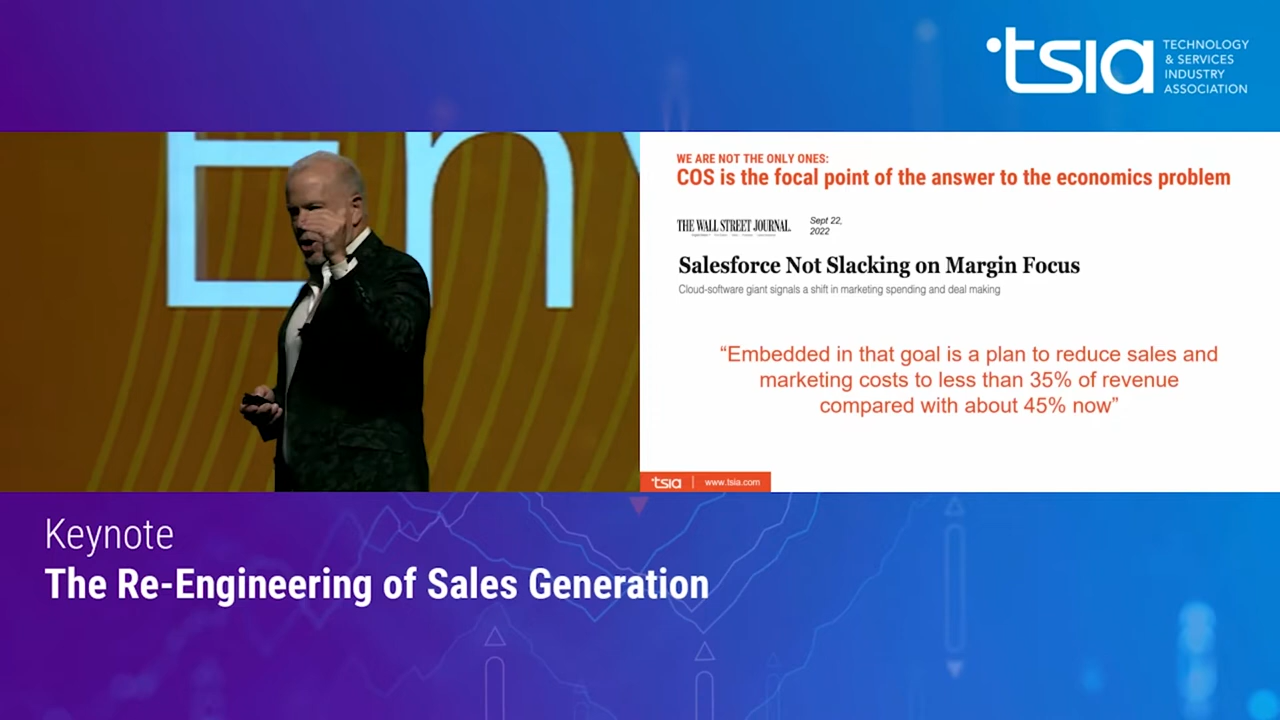 tsia
TECHNOLOGY
& SERVICES
INDUSTRY
ASSOCIATION
En
WE ARE NOT THE ONLY ONES:
COS is the focal point of the answer to the economics problem
THE WALL STREET JOURNAL.
Sept 22,
2022
Salesforce Not Slacking on Margin Focus
Cloud-software giant signals a shift in marketing spending and deal making
“Embedded in that goal is a plan to reduce sales and
marketing costs to less than 35% of revenue
compared with about 45% now”
tsia
www.tsia.com
Keynote
The Re-Engineering of Sales Generation